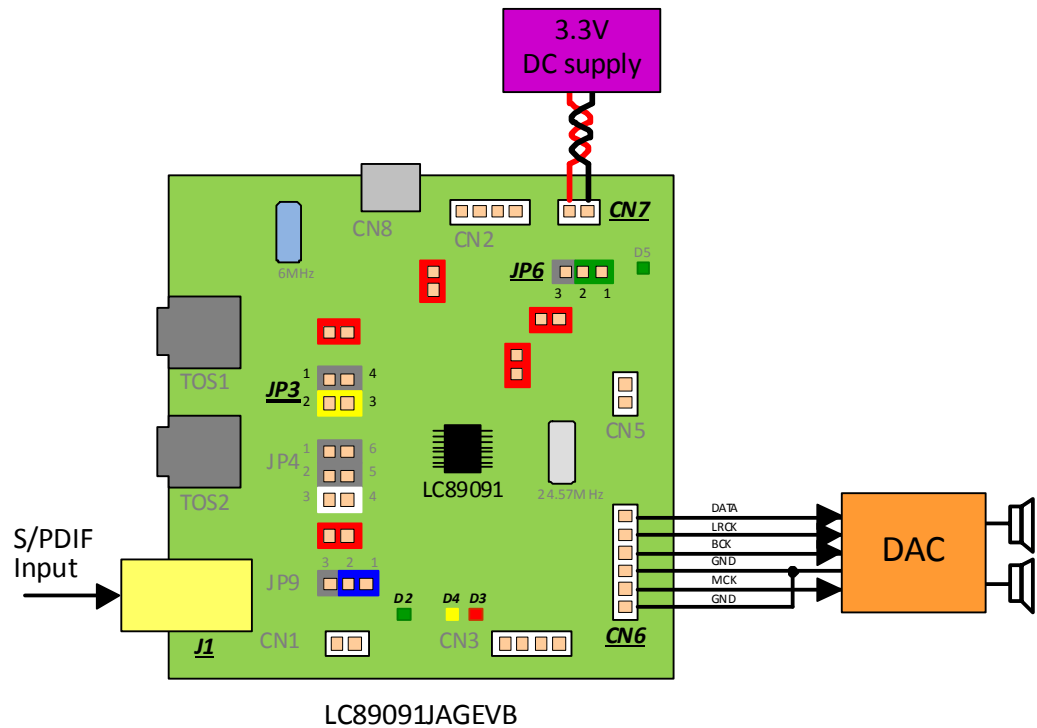 3.3V
DC supply
CN8
CN2
CN7
6MHz
JP6
D5
3 2 1
TOS1
JP3
1 4
2 3
CN5
TOS2
JP4
1 6
2 5
3 4
LC89091
24.57MHz
S/PDIF
Input
DATA
LRCK
BCK
GND
MCK
GND
DAC
JP9
3 2 1
D2
D4
D3
J1
CN1
CN3
CN6
LC89091JAGEVB